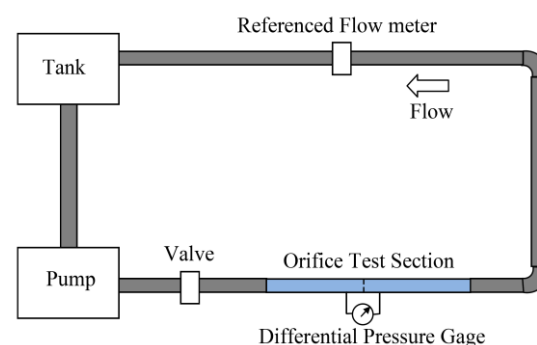 Referenced Flow meter
Tank
Flow
Pump
Valve
Orifice Test Section
Differential Pressure Gage